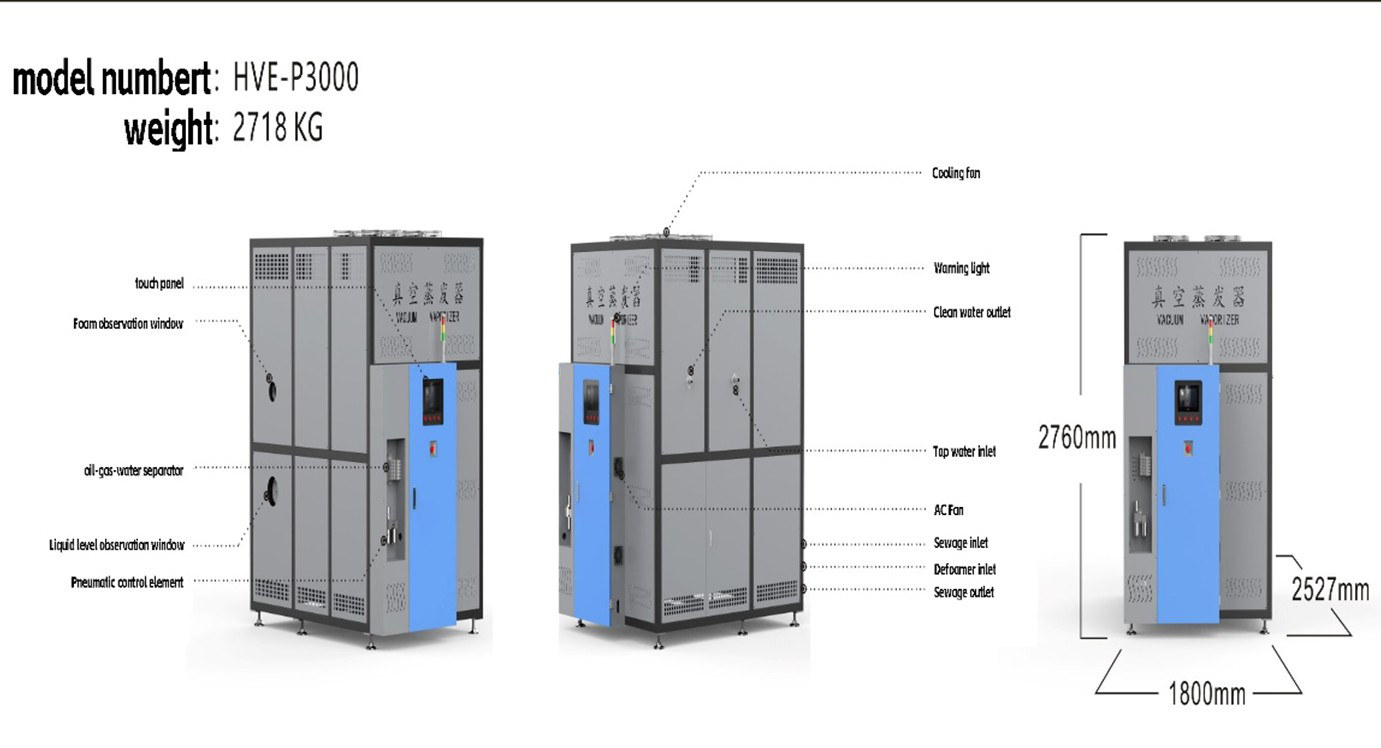 model numbert: HVE-P3000
weight: 2718 KG
touch panel
Foam observation window
oil-gas-water separator
Liquid level observation window
Pneumatic control element
真空蒸发器
VACUUM VAPORIZER
真空蒸发器
VACUUM VAPORIZER
Cooling fan
Warning light
Clean water outlet
Tap water inlet
AC Fan
Sewage inlet
Defoamer inlet
Sewage outlet
真空蒸发器
VACUUM VAPORIZER
2760mm
2527mm
1800mm